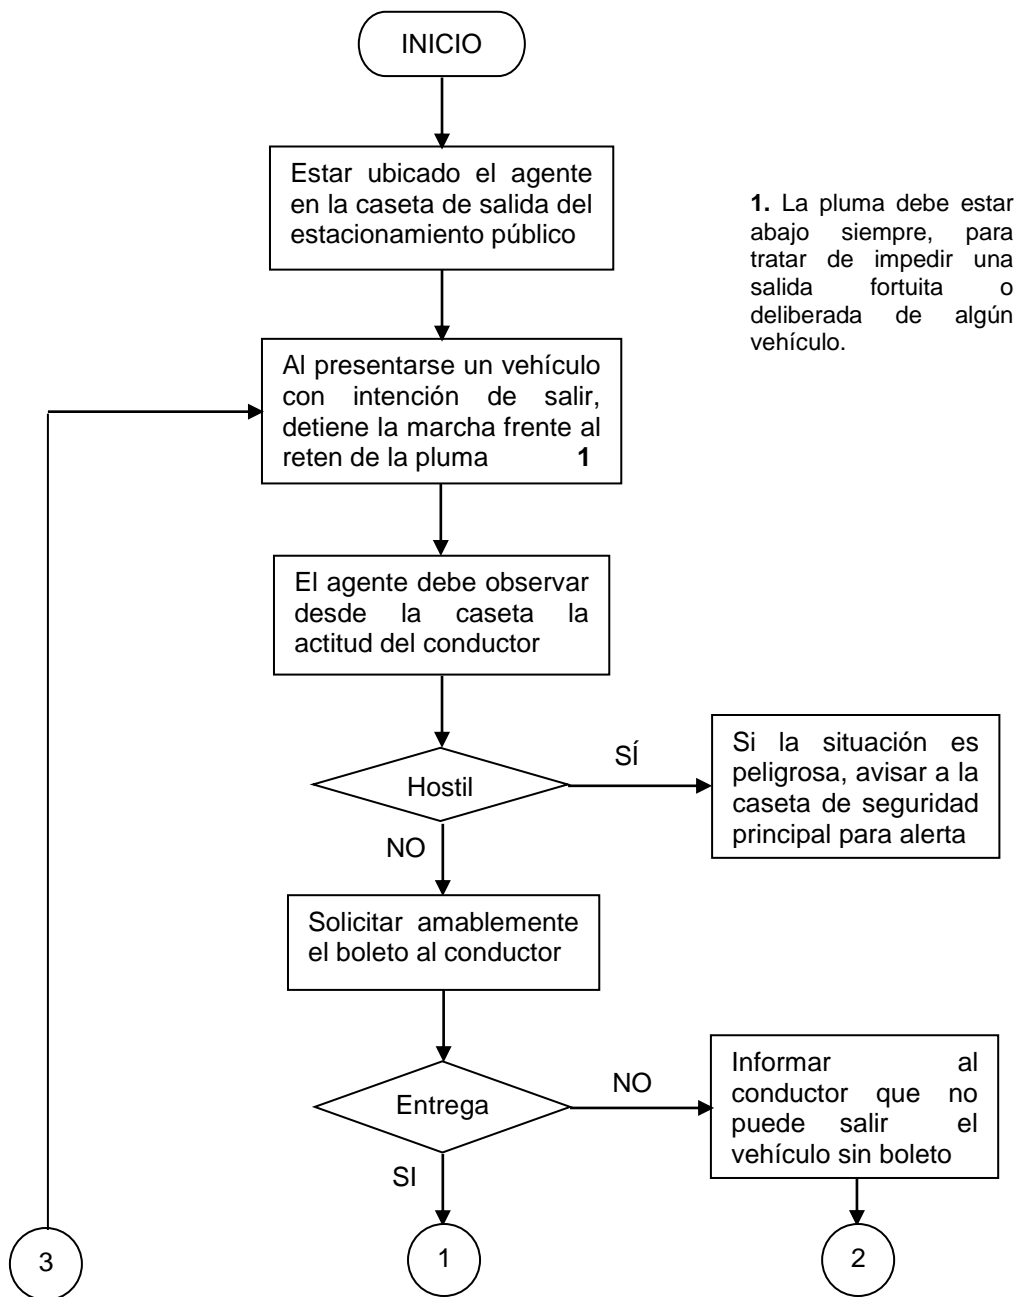 INICIO
Estar ubicado el agente
en la caseta de salida del
estacionamiento público
1. La pluma debe estar
abajo siempre, para
tratar de impedir una
salida fortuita o
deliberada de algún
vehículo.
Al presentarse un vehículo
con intención de salir,
detiene la marcha frente al
reten de la pluma 1
El agente debe observar
desde la caseta la
actitud del conductor
Hostil
SÍ
Si la situación es
peligrosa, avisar a la
caseta de seguridad
principal para alerta
NO
Solicitar amablemente
el boleto al conductor
Entrega
NO
Informar al
conductor que no
puede salir el
vehículo sin boleto
SI
3
1
2